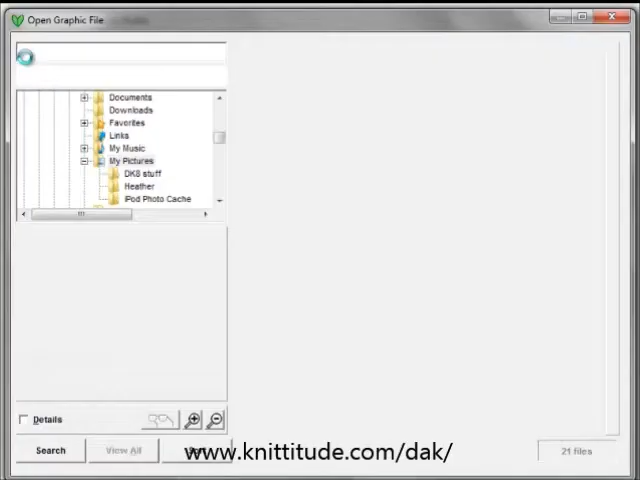 Open Graphic File
Documents
Downloads
Favorites
Links
My Music
My Pictures
DK8 stuff
Heather
iPod Photo Cache
Details
Search
View All
www.knittitude.com/dak/
21 files